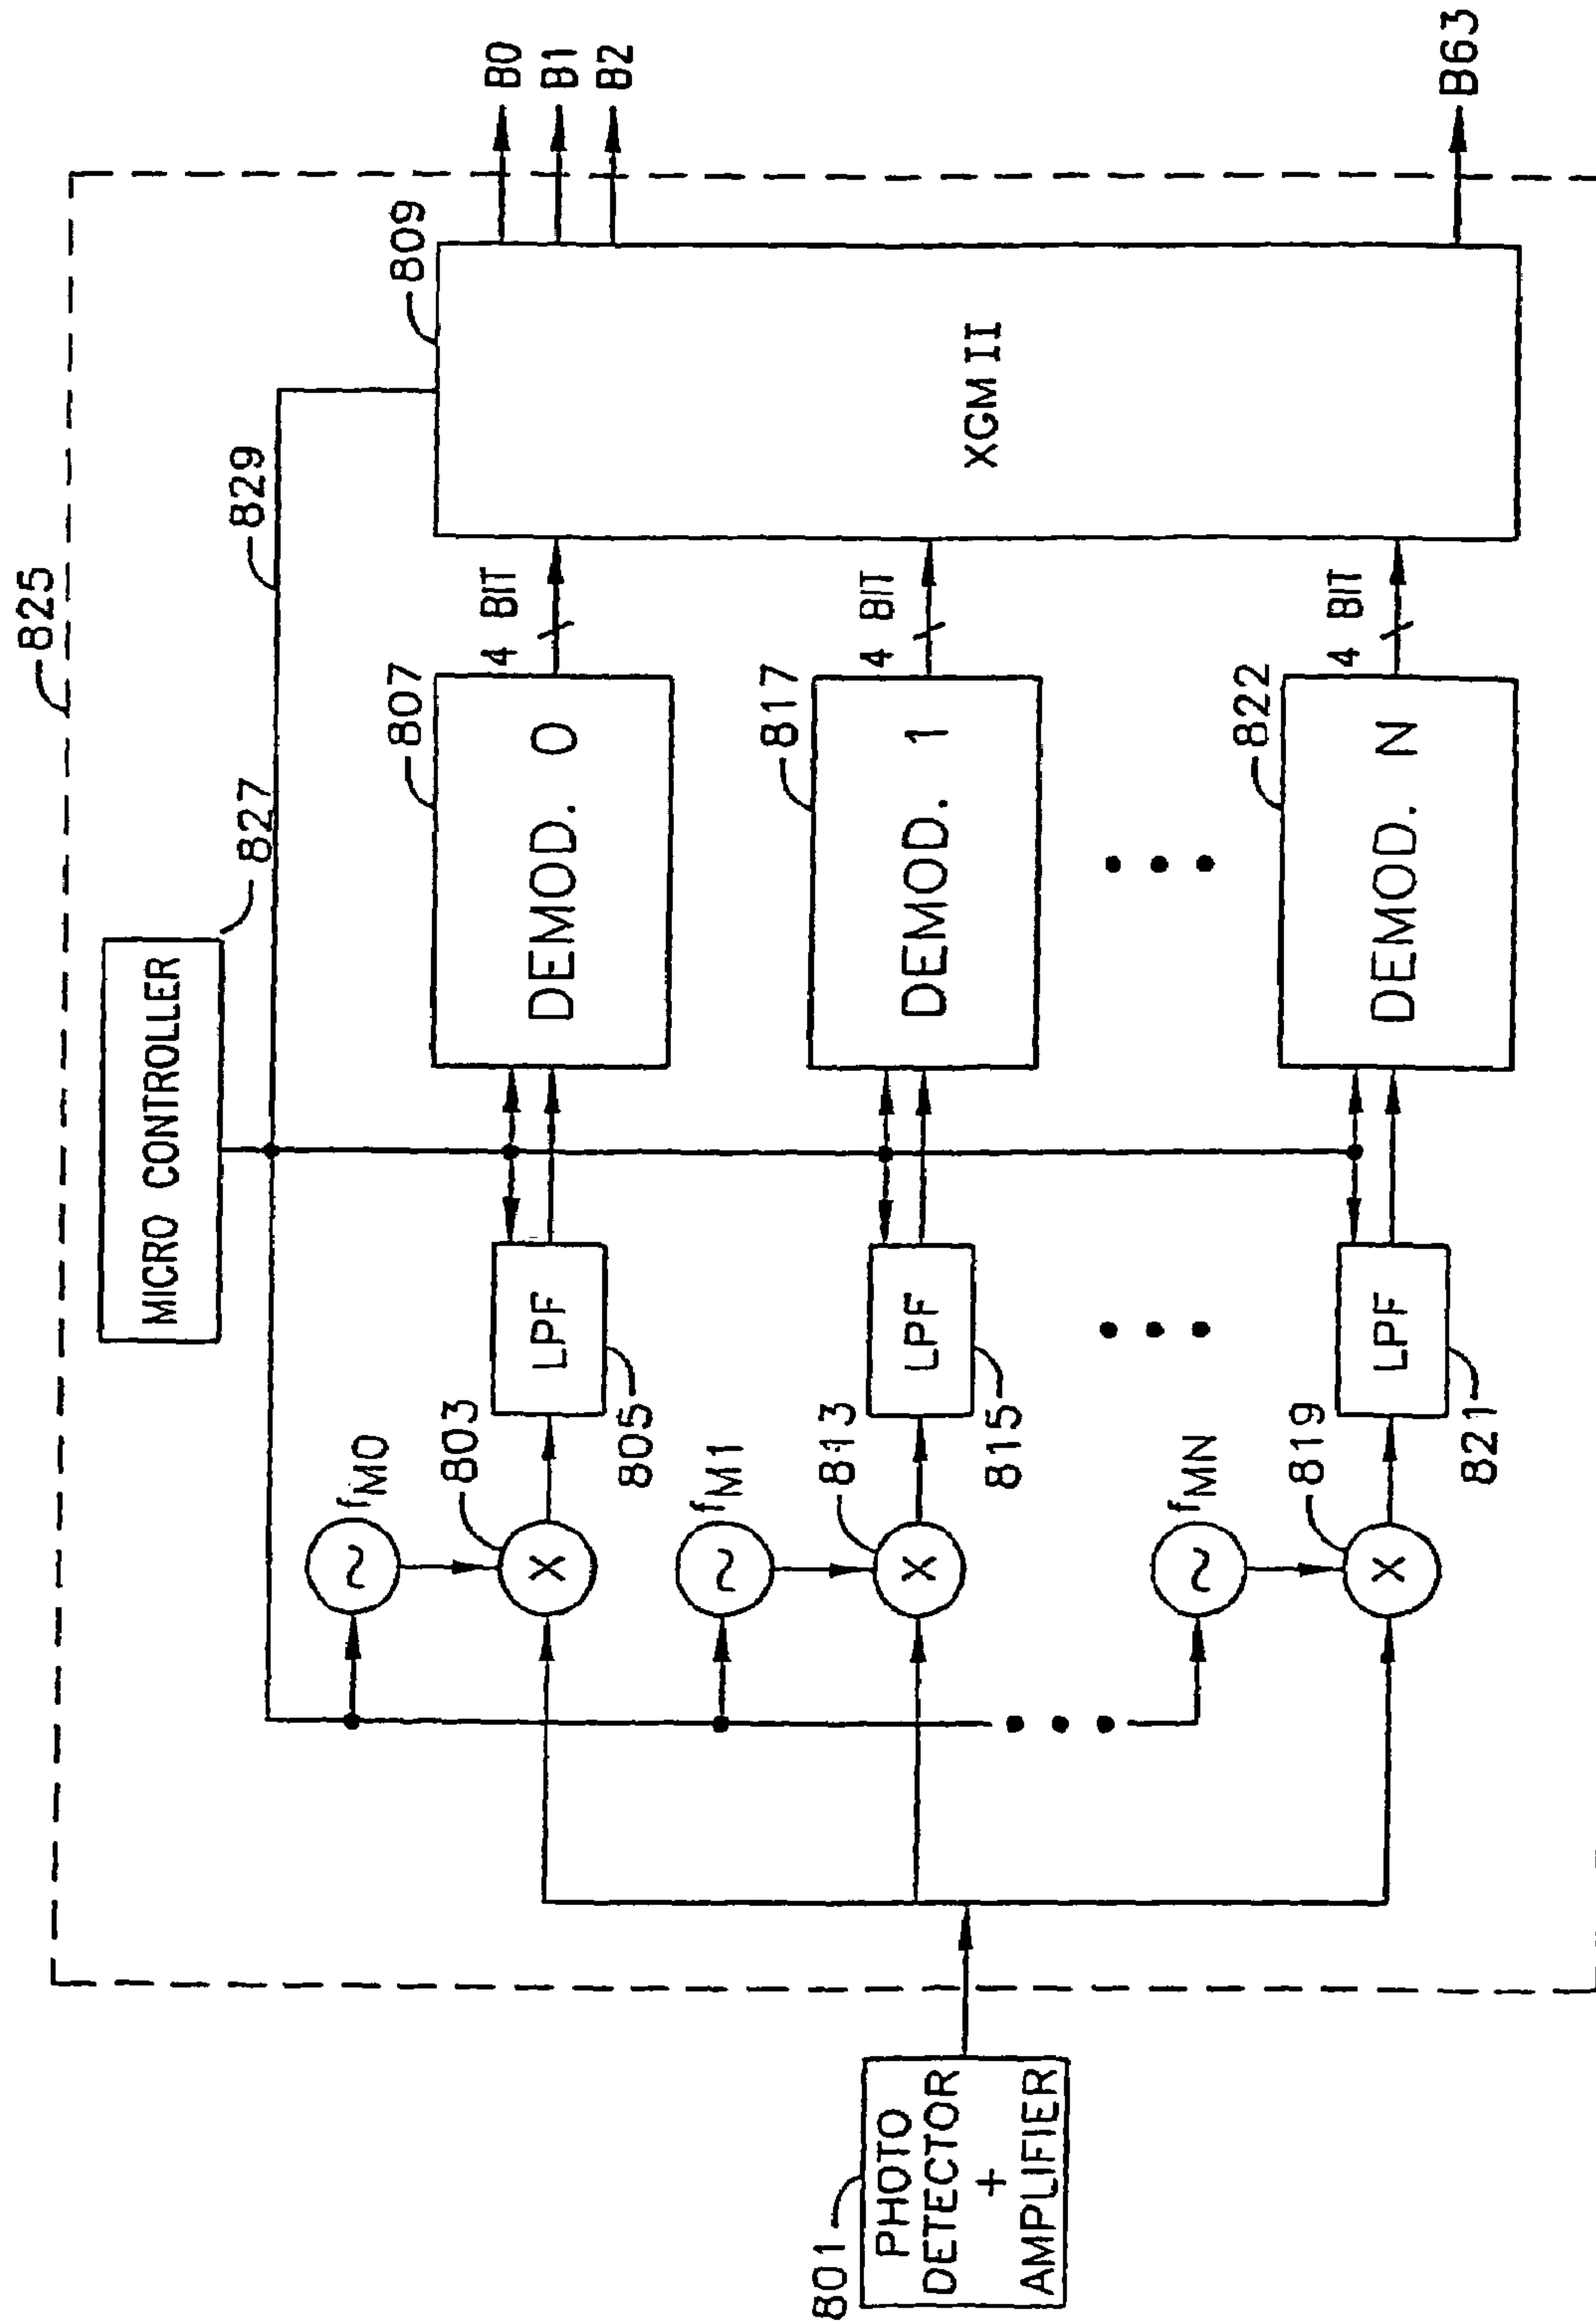 825
MICRO CONTROLLER
827
829
809
B0
B1
B2
B63
XGMII
fM0
803
LPF
805
807
DEMOD. 0
4 BIT
fM1
813
LPF
815
817
DEMOD. 1
4 BIT
fMN
819
LPF
821
822
DEMOD. N
4 BIT
X
X
X
801
PHOTO
DETECTOR
+
AMPLIFIER